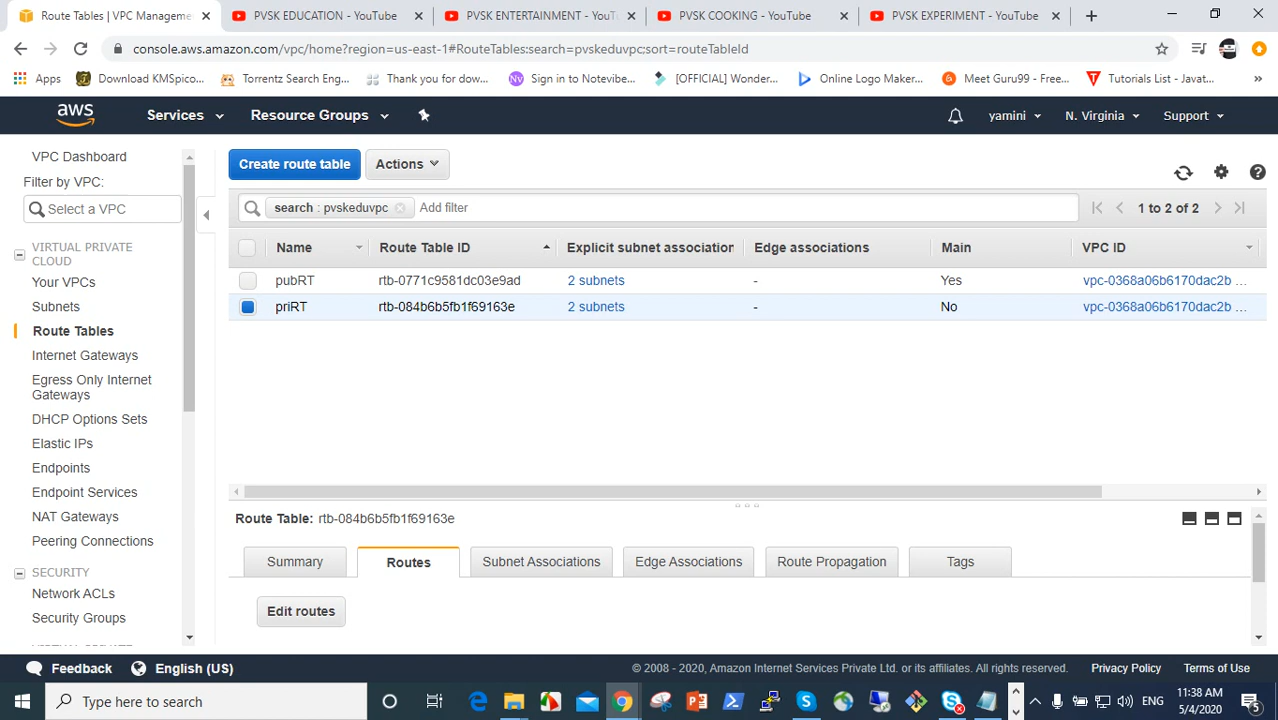 Route Tables | VPC Manageme
PVSK EDUCATION - YouTube
PVSK ENTERTAINMENT - YouT
PVSK COOKING - YouTube
PVSK EXPERIMENT - YouTube
console.aws.amazon.com/vpc/home?region=us-east-1#RouteTables:search=pvskeduvpc;sort=routeTableId
Apps
Download KMSpico...
Torrentz Search Eng...
Thank you for dow...
Nv Sign in to Notevibe...
[OFFICIAL] Wonder...
Online Logo Maker...
Meet Guru99 - Free...
Tutorials List - Javat...
aws
Services
Resource Groups
yamini
N. Virginia
Support
VPC Dashboard
Filter by VPC:
Select a VPC
VIRTUAL PRIVATE
CLOUD
Your VPCs
Subnets
Route Tables
Internet Gateways
Egress Only Internet
Gateways
DHCP Options Sets
Elastic IPs
Endpoints
Endpoint Services
NAT Gateways
Peering Connections
SECURITY
Network ACLs
Security Groups
Create route table
Actions
search : pvskeduvpc
Add filter
1 to 2 of 2
Name Route Table ID Explicit subnet association Edge associations Main VPC ID
pubRT rtb-0771c9581dc03e9ad 2 subnets - Yes vpc-0368a06b6170dac2b ...
priRT rtb-084b6b5fb1f69163e 2 subnets - No vpc-0368a06b6170dac2b ...
Route Table: rtb-084b6b5fb1f69163e
Summary
Routes
Subnet Associations
Edge Associations
Route Propagation
Tags
Edit routes
Feedback
English (US)
© 2008 - 2020, Amazon Internet Services Private Ltd. or its affiliates. All rights reserved.
Privacy Policy
Terms of Use
Type here to search
ENG
11:38 AM
5/4/2020
5